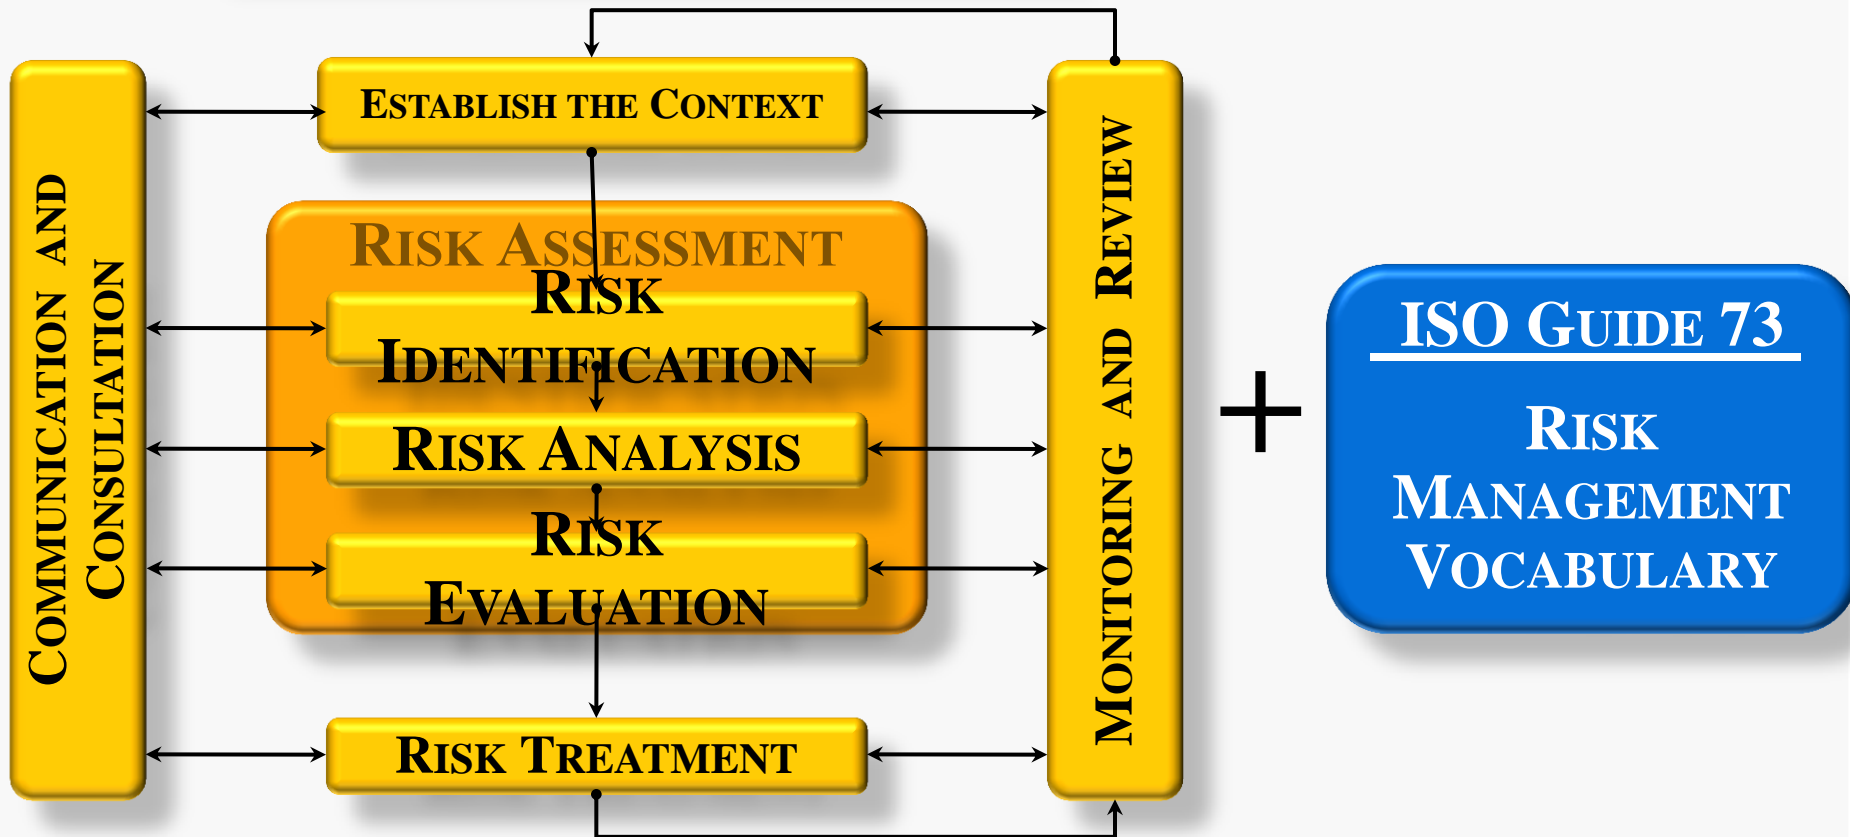 ESTABLISH THE CONTEXT
COMMUNICATION AND
CONSULTATION
RISK ASSESSMENT
RISK
IDENTIFICATION
RISK ANALYSIS
RISK
EVALUATION
RISK TREATMENT
MONITORING AND REVIEW
+
ISO GUIDE 73
RISK
MANAGEMENT
VOCABULARY